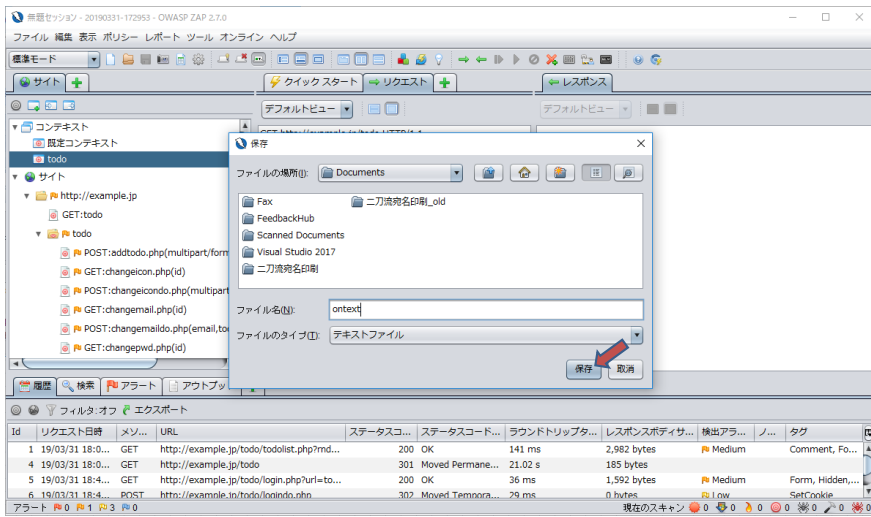 無題セッション - 20190331-172953 - OWASP ZAP 2.7.0
ファイル 編集 表示 ポリシー レポート ツール オンライン ヘルプ
標準モード
サイト
クイック スタート
リクエスト
レスポンス
デフォルトビュー
デフォルトビュー
コンテキスト
既定コンテキスト
todo
サイト
http://example.jp
GET:todo
todo
POST:addtodo.php(multipart/form
GET:changeicon.php(id)
POST:changeicondo.php(multipart
GET:changemail.php(id)
POST:changemaildo.php(email,to
GET:changepwd.php(id)
保存
ファイルの場所(I): Documents
Fax
二刀流宛名印刷_old
FeedbackHub
Scanned Documents
Visual Studio 2017
二刀流宛名印刷
ファイル名(N): ontext
ファイルのタイプ(T): テキストファイル
保存 取消
履歴 検索 アラート アウトプッ
フィルタ:オフ エクスポート
Id リクエスト日時 メソ... URL ステータスコ... ステータスコード... ラウンドトリップタ... レスポンスボディサ... 検出アラ... ノ... タグ
1 19/03/31 18:0... GET http://example.jp/todo/todolist.php?rnd... 200 OK 141 ms 2,982 bytes Medium Comment, Fo...
4 19/03/31 18:0... GET http://example.jp/todo 301 Moved Permane... 21.02 s 185 bytes
5 19/03/31 18:4... GET http://example.jp/todo/login.php?url=to... 200 OK 36 ms 1,592 bytes Medium Form, Hidden,...
6 19/03/31 18:4... POST http://example.jp/todo/logindo.php 302 Moved Tempora... 29 ms 0 bytes Low SetCookie
アラート 0 1 3 0 現在のスキャン 0 0 0 0 0 0 0